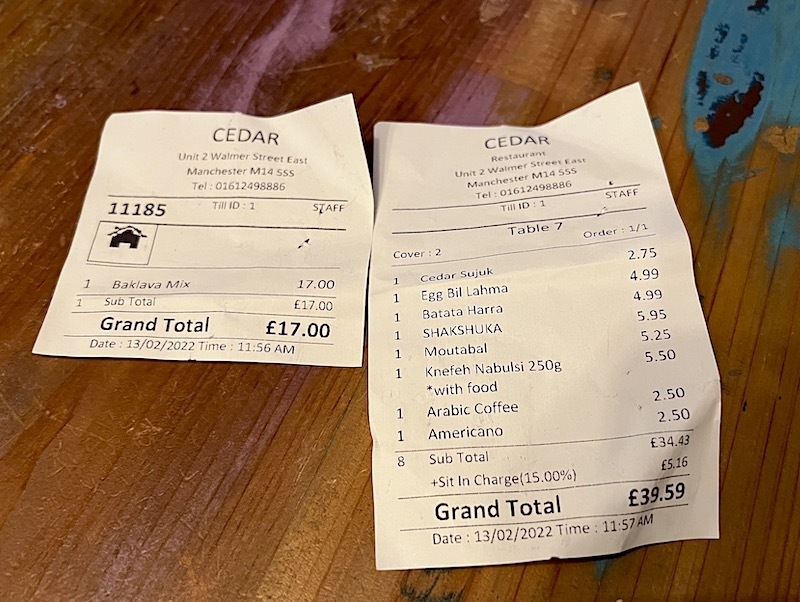 CEDAR
Unit 2 Walmer Street East
Manchester M14 5SS
Tel : 01612498886
11185 Till ID : 1 STAFF
1 Baklava Mix 17.00
1 Sub Total £17.00
Grand Total £17.00
Date : 13/02/2022 Time : 11:56 AM
CEDAR
Restaurant
Unit 2 Walmer Street East
Manchester M14 5SS
Tel : 01612498886
Till ID : 1 STAFF
Table 7
Cover : 2 Order : 1/1
1 Cedar Sujuk 2.75
1 Egg Bil Lahma 4.99
1 Batata Harra 4.99
1 SHAKSHUKA 5.95
1 Moutabal 5.25
1 Knefeh Nabulsi 250g 5.50
*with food
1 Arabic Coffee 2.50
1 Americano 2.50
8 Sub Total £34.43
+Sit In Charge(15.00%) £5.16
Grand Total £39.59
Date : 13/02/2022 Time : 11:57 AM